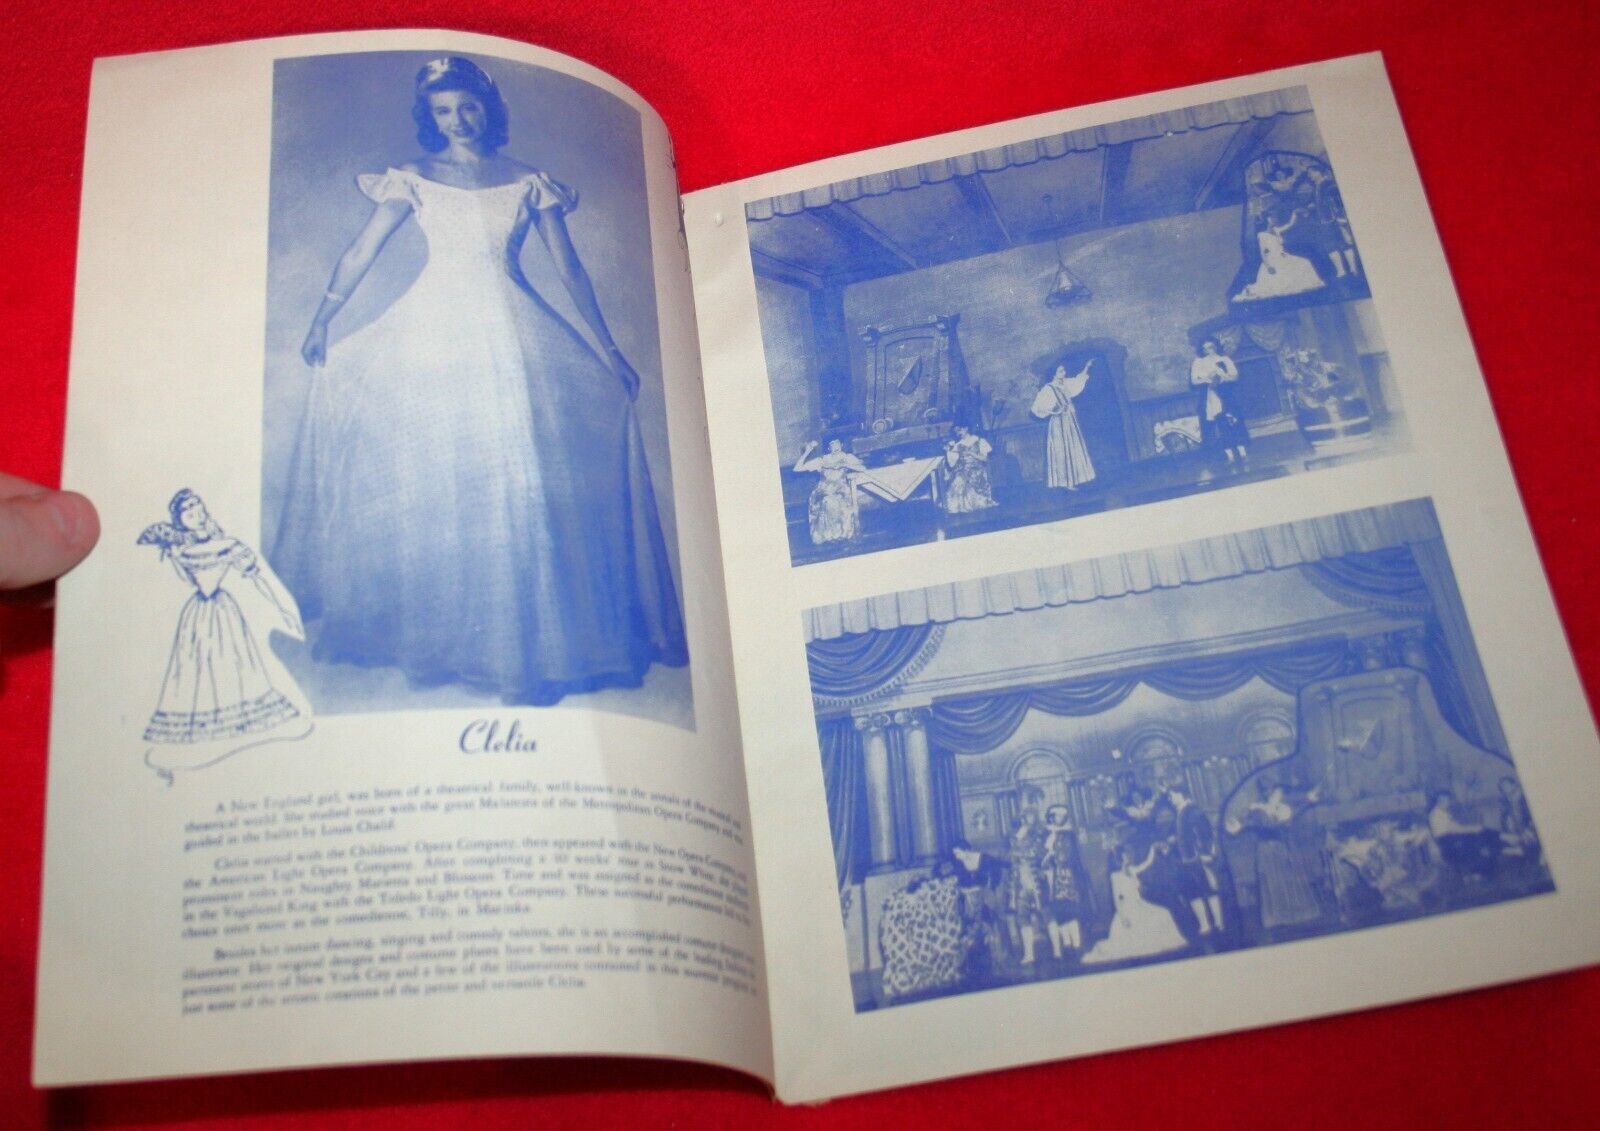 Clelia
A New England girl, was born of a theatrical family, well-known in the annals of the
theatrical world. She studied voice with the great Malatesta of the Metropolitan Opera Company and was
guided in the ballet by Louis Chalif.
Clelia started with the Childrens' Opera Company, then appeared with the New Opera Company,
the American Light Opera Company. After completing a 40 weeks' tour as Snow White, she played
prominent roles in Naughty Marietta and Blossom Time and was assigned as the comedienne
in the Vagabond King with the Toledo Light Opera Company. These successful performances led to
choice once more as the comedienne, Tilly, in Marinka.
Besides her innate dancing, singing and comedy talents, she is an accomplished costume designer and
illustrator. Her original designs and costume plates have been used by some of the leading
partment stores of New York City and a few of the illustrations contained in this souvenir program are
just some of the artistic creations of the petite and versatile Clelia.